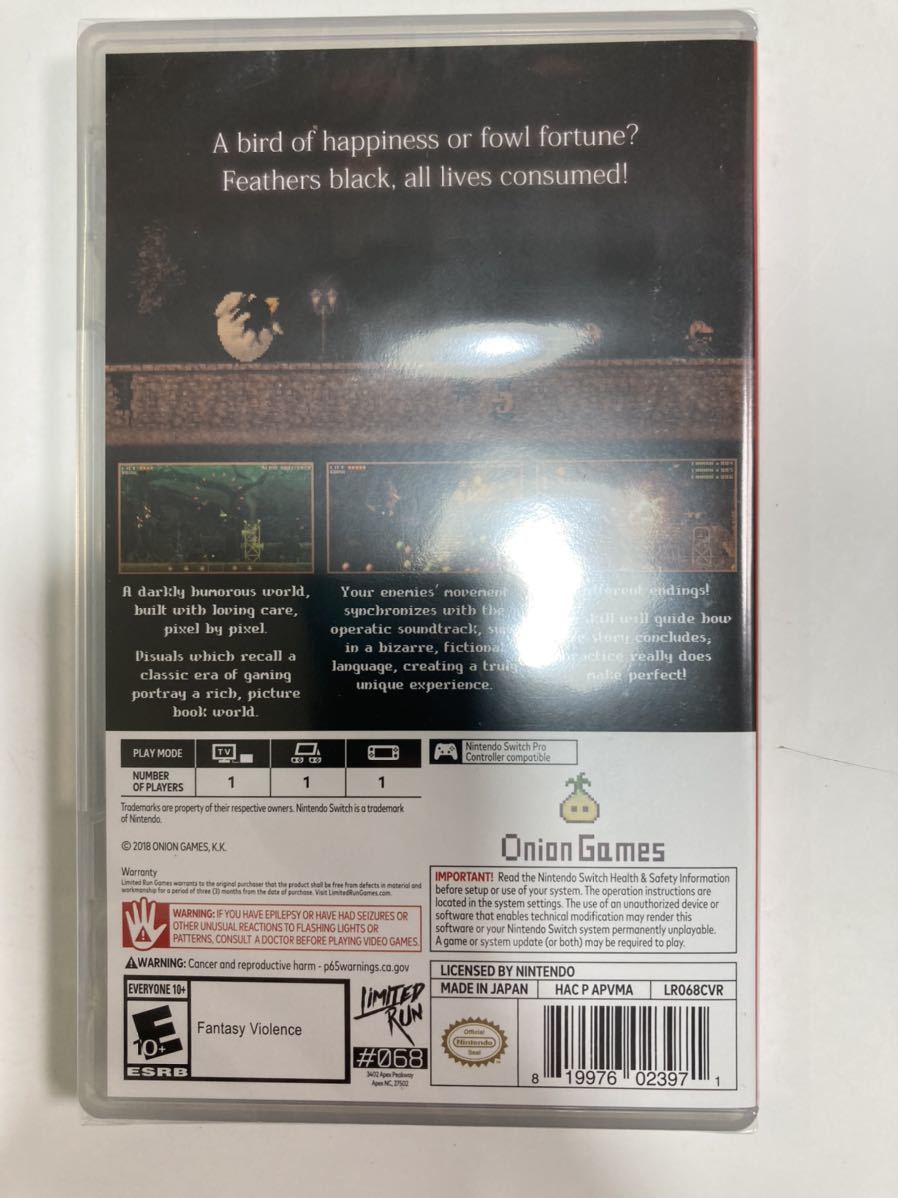 A bird of happiness or fowl fortune?
Feathers black, all lives consumed!
A darkly humorous world,
built with loving care,
pixel by pixel.
Visuals which recall a
classic era of gaming
portray a rich, picture
book world.
Your enemies' movement
synchronizes with the
operatic soundtrack,
in a bizarre, fictional
language, creating a truly
unique experience.
endings!
will guide how
story concludes;
really does
make perfect!
PLAY MODE
TV
NUMBER
OF PLAYERS
1
1
1
Nintendo Switch Pro
Controller compatible
Trademarks are property of their respective owners. Nintendo Switch is a trademark
of Nintendo.
© 2018 ONION GAMES, K.K.
Onion Games
Warranty
Limited Run Games warrants to the original purchaser that the product shall be free from defects in material and
workmanship for a period of three (3) months from the date of purchase. Visit LimitedRunGames.com.
WARNING: IF YOU HAVE EPILEPSY OR HAVE HAD SEIZURES OR
OTHER UNUSUAL REACTIONS TO FLASHING LIGHTS OR
PATTERNS, CONSULT A DOCTOR BEFORE PLAYING VIDEO GAMES.
WARNING: Cancer and reproductive harm - p65warnings.ca.gov
IMPORTANT! Read the Nintendo Switch Health & Safety Information
before setup or use of your system. The operation instructions are
located in the system settings. The use of an unauthorized device or
software that enables technical modification may render this
software or your Nintendo Switch system permanently unplayable.
A game or system update (or both) may be required to play.
EVERYONE 10+
E
10+
ESRB
Fantasy Violence
LIMITED
RUN
#068
3402 Apex Peakway
Apex NC, 27502
LICENSED BY NINTENDO
MADE IN JAPAN
HAC P APVMA
LR068CVR
Official
Nintendo
Seal
8 19976 02397 1